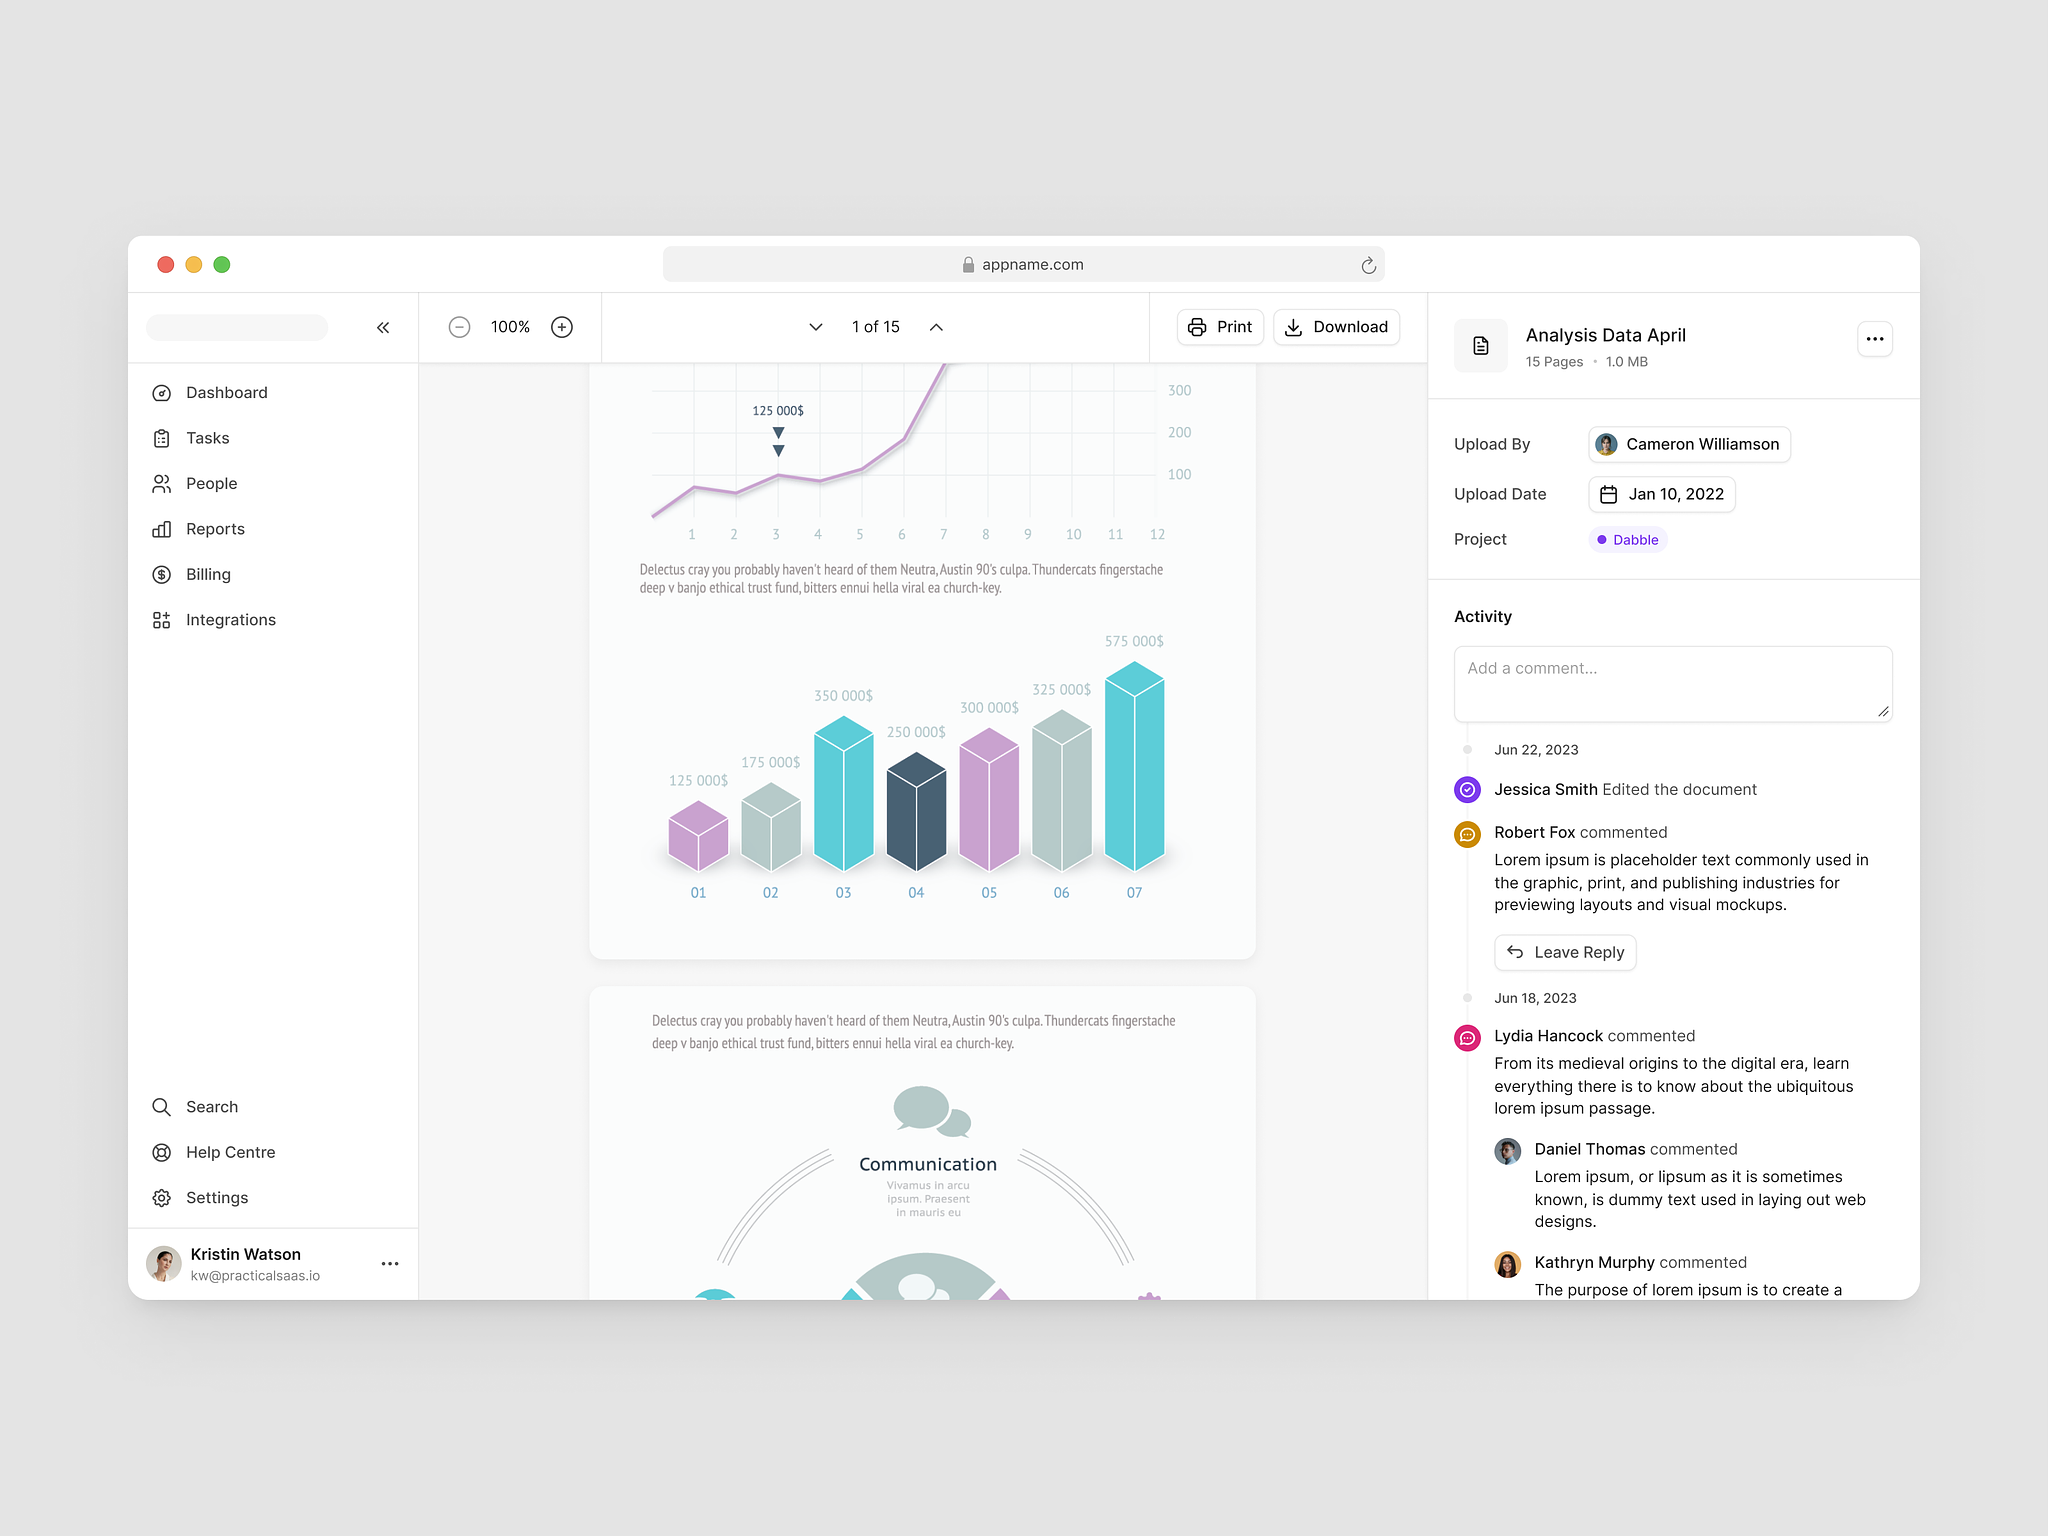 appname.com
100%
1 of 15
Print
Download
Dashboard
Tasks
People
Reports
Billing
Integrations
Search
Help Centre
Settings
Kristin Watson
kw@practicalsaas.io
300
200
100
125 000$
1 2 3 4 5 6 7 8 9 10 11 12
Delectus cray you probably haven't heard of them Neutra, Austin 90's culpa. Thundercats fingerstache
deep v banjo ethical trust fund, bitters ennui hella viral ea church-key.
125 000$
175 000$
350 000$
250 000$
300 000$
325 000$
575 000$
01 02 03 04 05 06 07
Delectus cray you probably haven't heard of them Neutra, Austin 90's culpa. Thundercats fingerstache
deep v banjo ethical trust fund, bitters ennui hella viral ea church-key.
Communication
Vivamus in arcu
ipsum. Praesent
in mauris eu
Analysis Data April
15 Pages • 1.0 MB
Upload By
Cameron Williamson
Upload Date
Jan 10, 2022
Project
Dabble
Activity
Add a comment...
Jun 22, 2023
Jessica Smith Edited the document
Robert Fox commented
Lorem ipsum is placeholder text commonly used in
the graphic, print, and publishing industries for
previewing layouts and visual mockups.
Leave Reply
Jun 18, 2023
Lydia Hancock commented
From its medieval origins to the digital era, learn
everything there is to know about the ubiquitous
lorem ipsum passage.
Daniel Thomas commented
Lorem ipsum, or lipsum as it is sometimes
known, is dummy text used in laying out web
designs.
Kathryn Murphy commented
The purpose of lorem ipsum is to create a